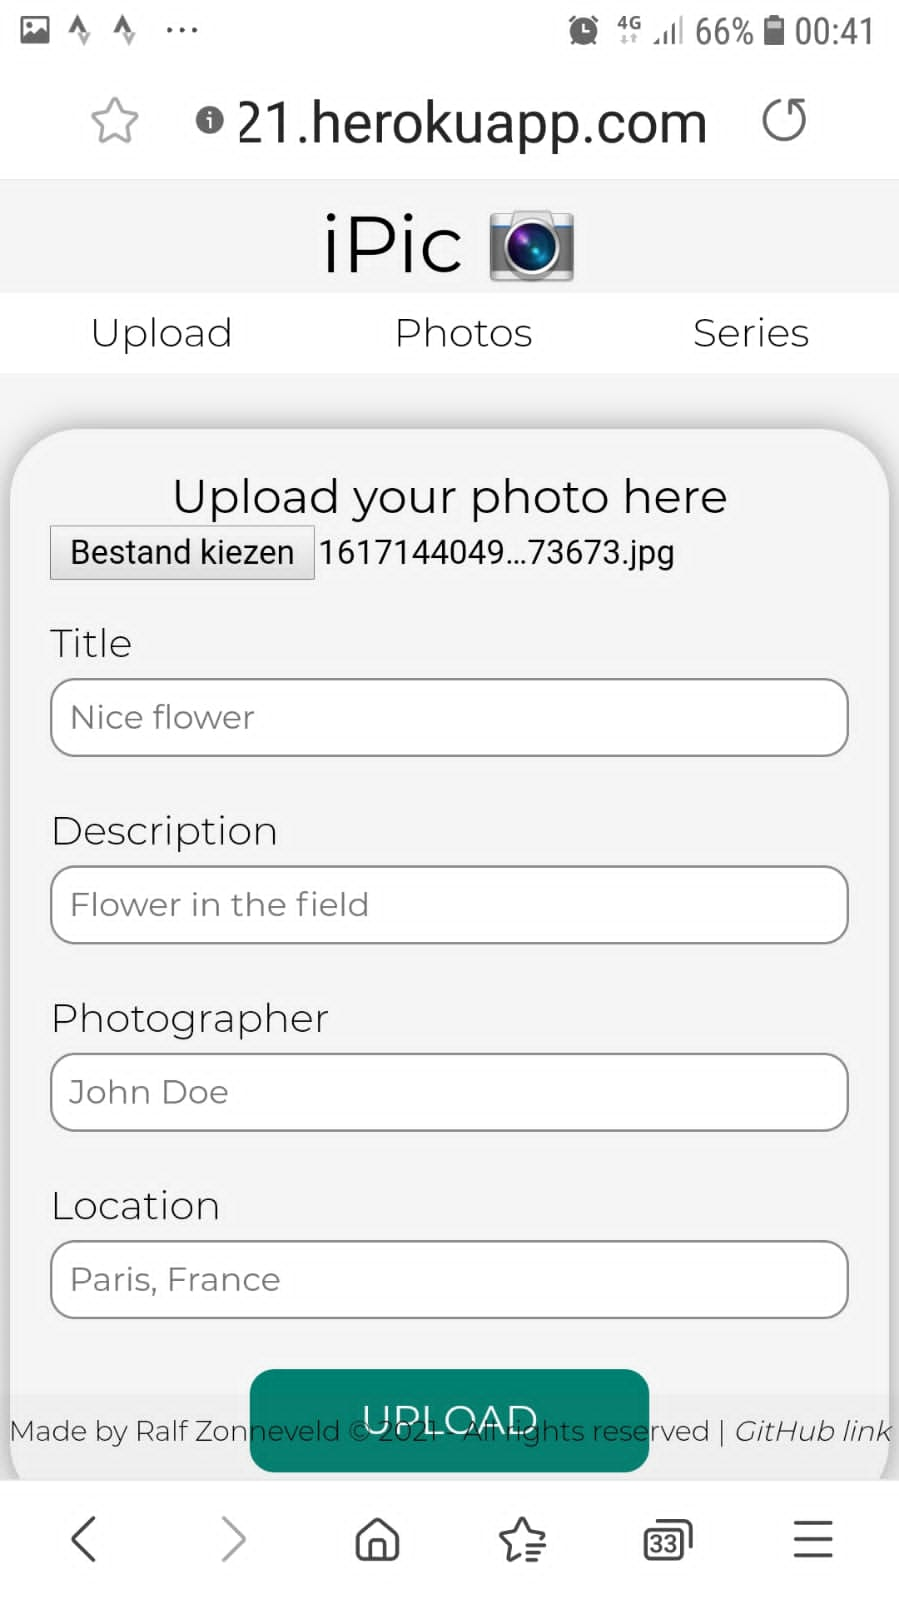 4G 66% 00:41
21.herokuapp.com
iPic
Upload Photos Series
Upload your photo here
Bestand kiezen 1617144049...73673.jpg
Title
Nice flower
Description
Flower in the field
Photographer
John Doe
Location
Paris, France
UPLOAD
Made by Ralf Zonneveld © 2021 - All rights reserved | GitHub link
33